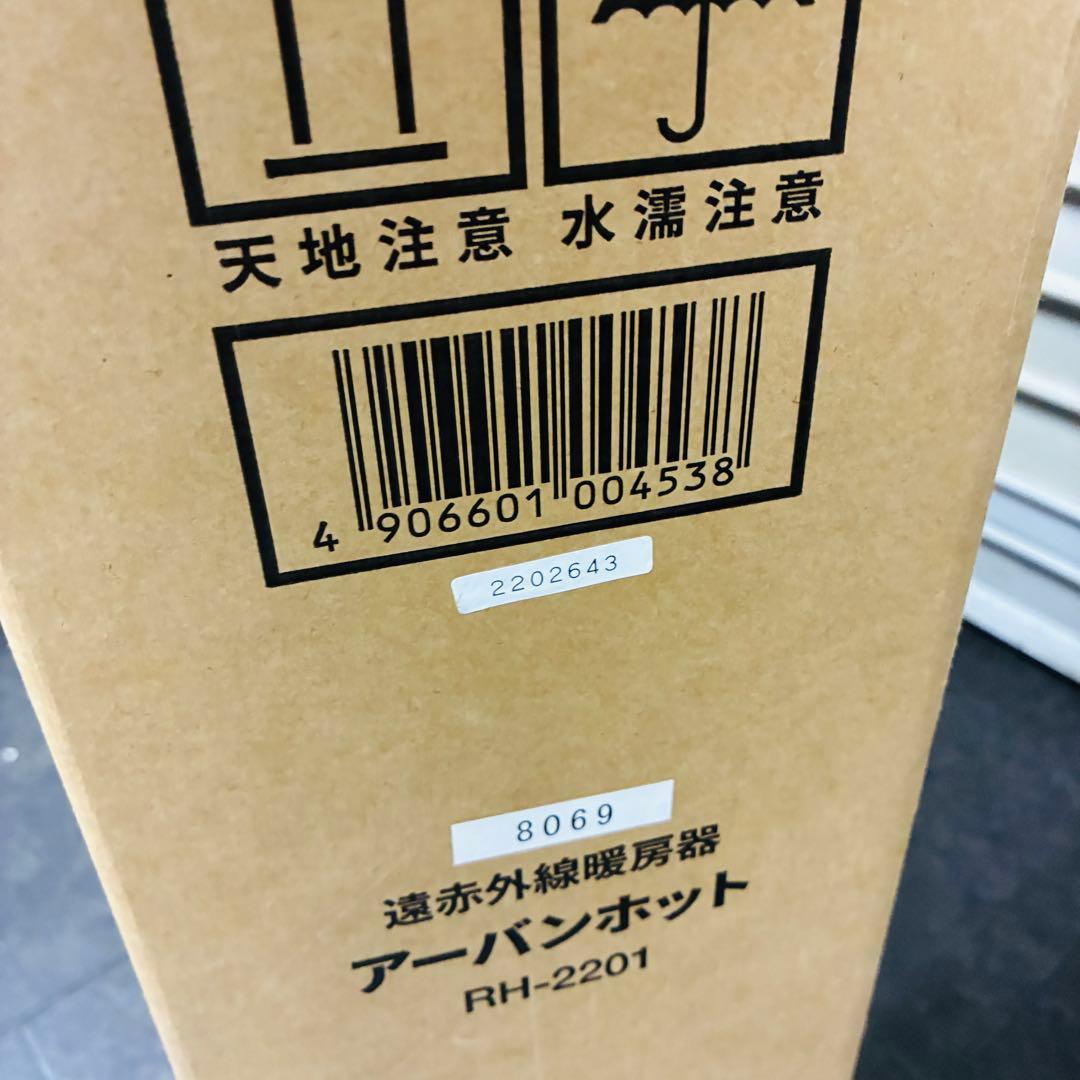 天地注意 水濡注意
4 906601 004538
2202643
8069
遠赤外線暖房器
アーバンホット
RH-2201